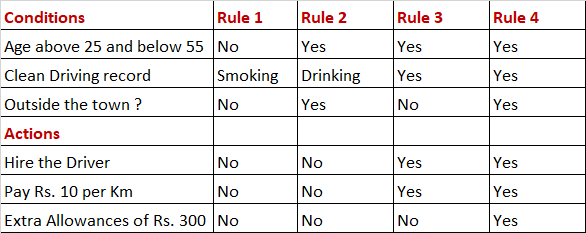 Conditions Rule 1 Rule 2 Rule 3 Rule 4
Age above 25 and below 55 No Yes Yes Yes
Clean Driving record Smoking Drinking Yes Yes
Outside the town ? No Yes No Yes
Actions
Hire the Driver No No Yes Yes
Pay Rs. 10 per Km No No Yes Yes
Extra Allowances of Rs. 300 No No No Yes